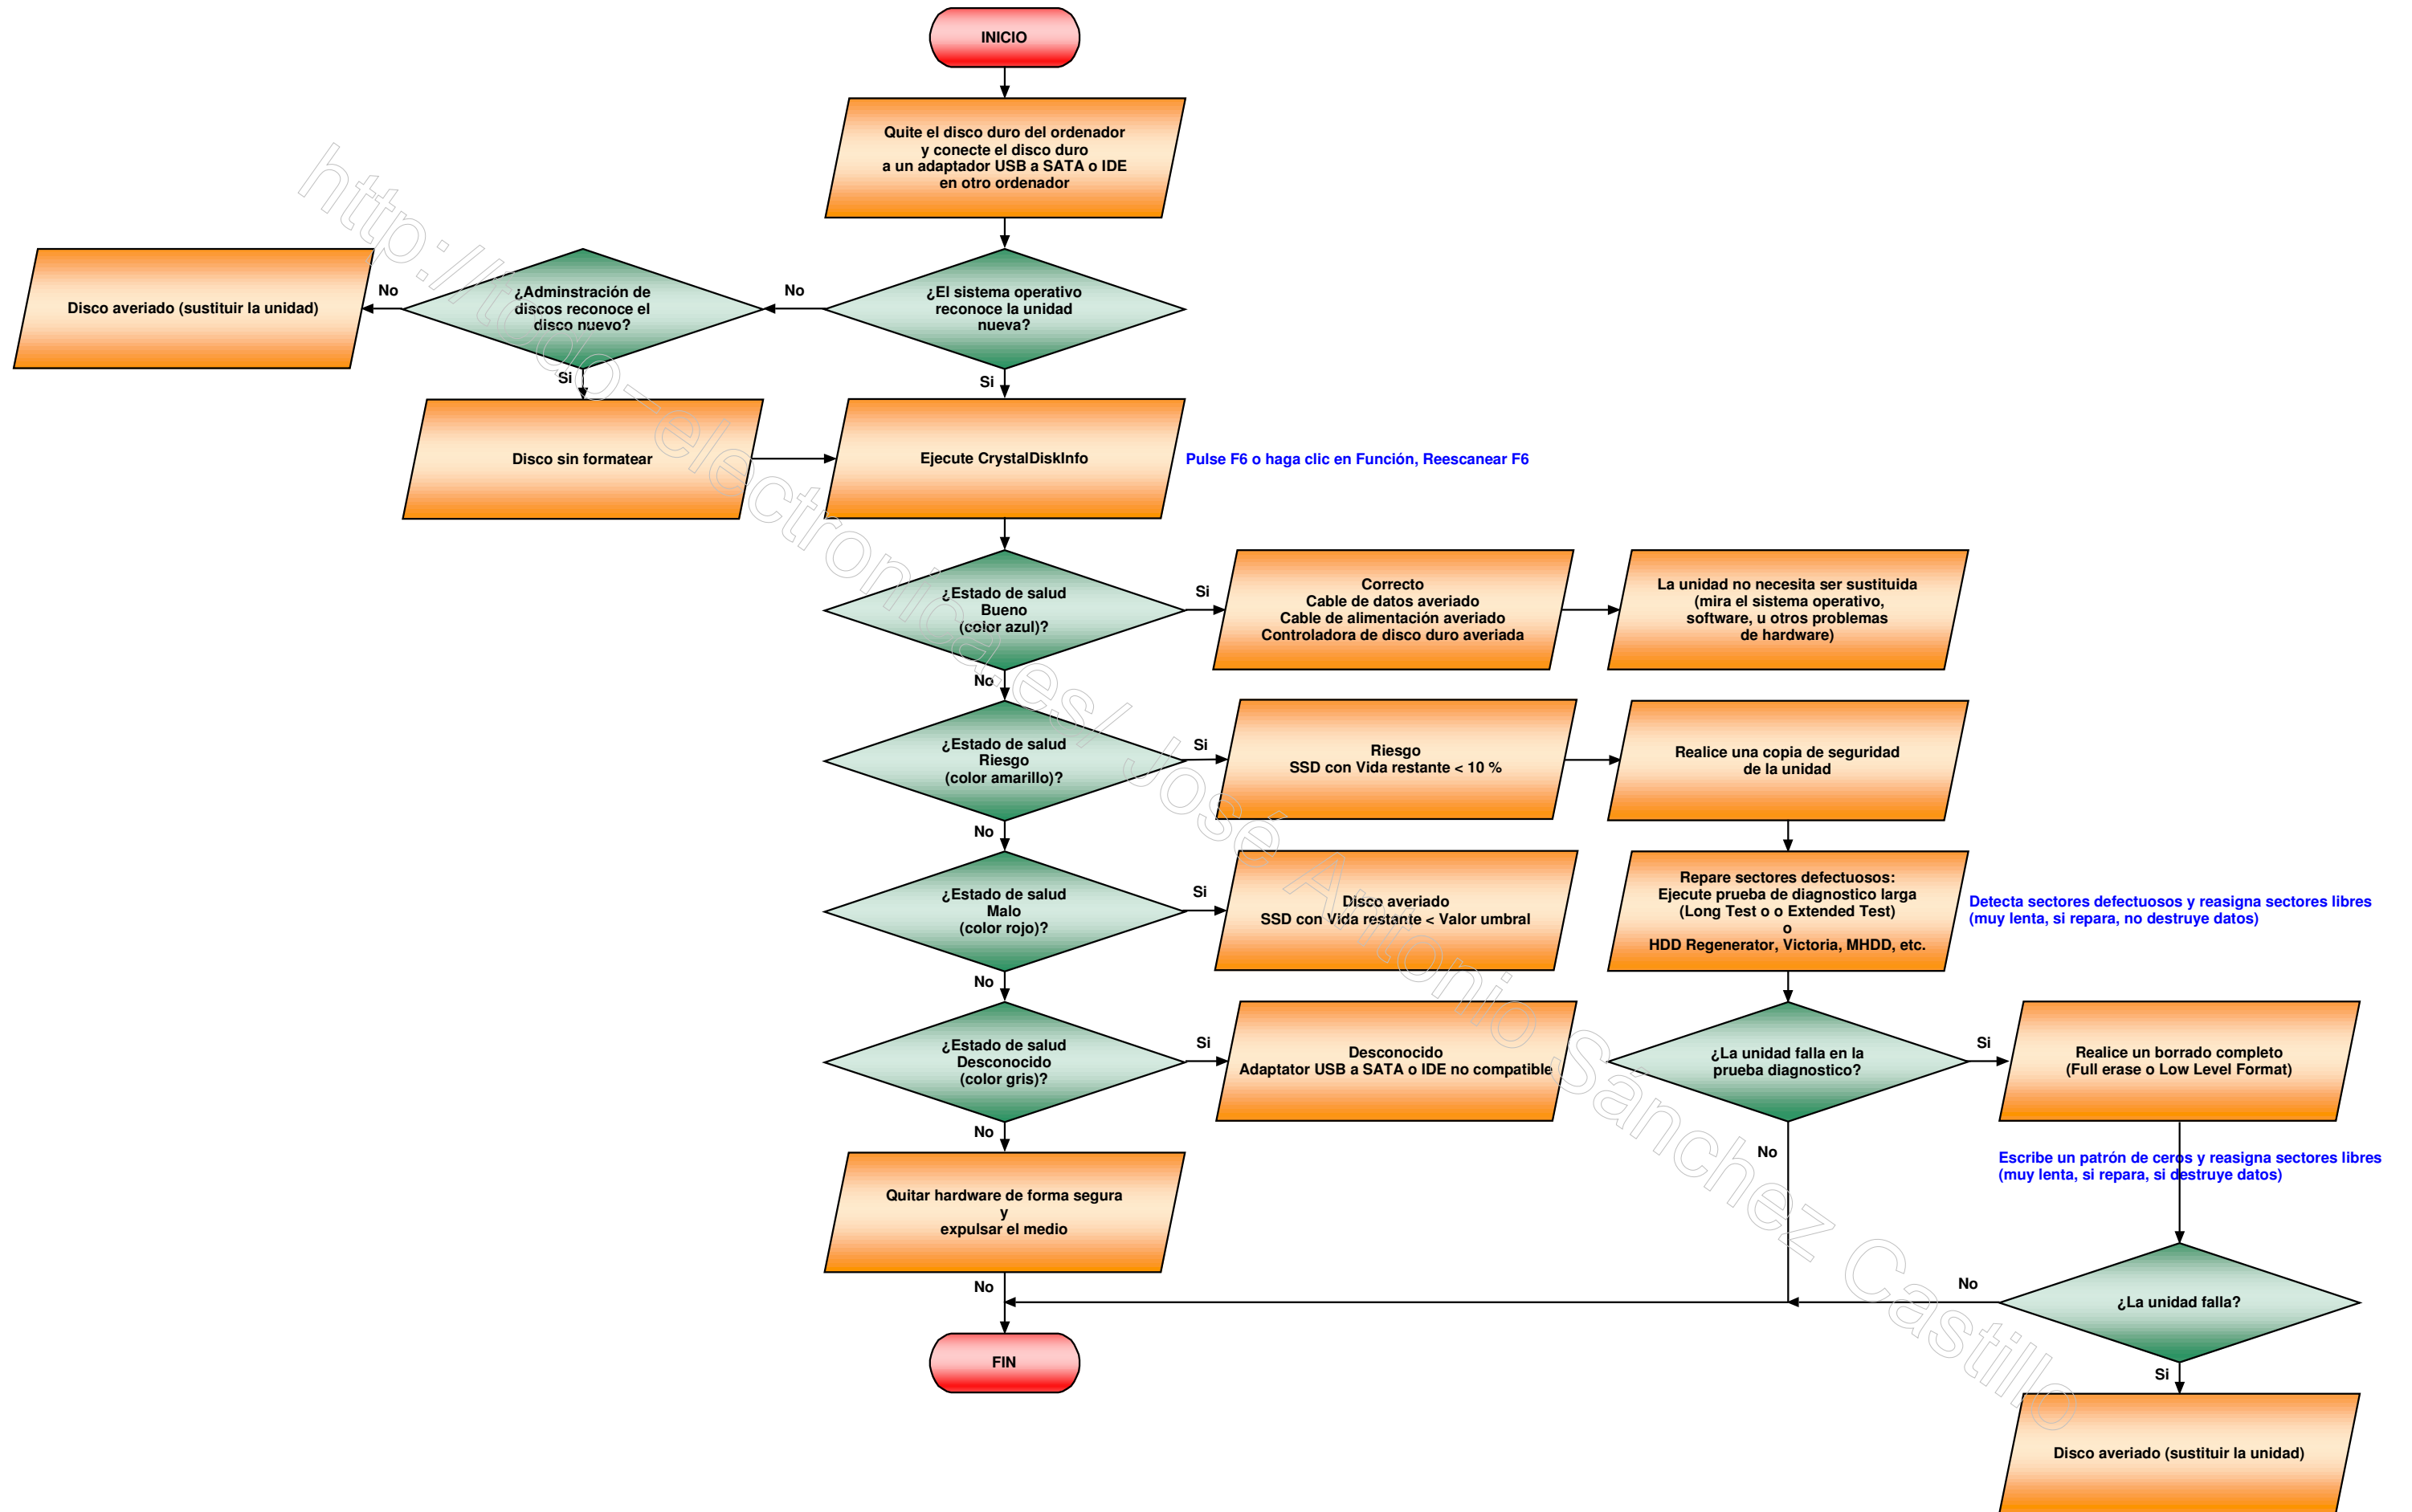 INICIO
Quite el disco duro del ordenador
y conecte el disco duro
a un adaptador USB a SATA o IDE
en otro ordenador
Disco averiado (sustituir la unidad)
No
¿Adminstración de
discos reconoce el
disco nuevo?
No
¿El sistema operativo
reconoce la unidad
nueva?
Si
Si
Disco sin formatear
Ejecute CrystalDiskInfo
Pulse F6 o haga clic en Función, Reescanear F6
¿Estado de salud
Bueno
(color azul)?
Si
Correcto
Cable de datos averiado
Cable de alimentación averiado
Controladora de disco duro averiada
La unidad no necesita ser sustituida
(mira el sistema operativo,
software, u otros problemas
de hardware)
No
¿Estado de salud
Riesgo
(color amarillo)?
Si
Riesgo
SSD con Vida restante < 10 %
Realice una copia de seguridad
de la unidad
No
¿Estado de salud
Malo
(color rojo)?
Si
Disco averiado
SSD con Vida restante < Valor umbral
Repare sectores defectuosos:
Ejecute prueba de diagnostico larga
(Long Test o o Extended Test)
o
HDD Regenerator, Victoria, MHDD, etc.
Detecta sectores defectuosos y reasigna sectores libres
(muy lenta, si repara, no destruye datos)
No
¿Estado de salud
Desconocido
(color gris)?
Si
Desconocido
Adaptator USB a SATA o IDE no compatible
¿La unidad falla en la
prueba diagnostico?
Si
Realice un borrado completo
(Full erase o Low Level Format)
No
No
Escribe un patrón de ceros y reasigna sectores libres
(muy lenta, si repara, si destruye datos)
Quitar hardware de forma segura
y
expulsar el medio
No
No
¿La unidad falla?
FIN
Si
Disco averiado (sustituir la unidad)
http://todo-electronica.es/ José Antonio Sánchez Castillo